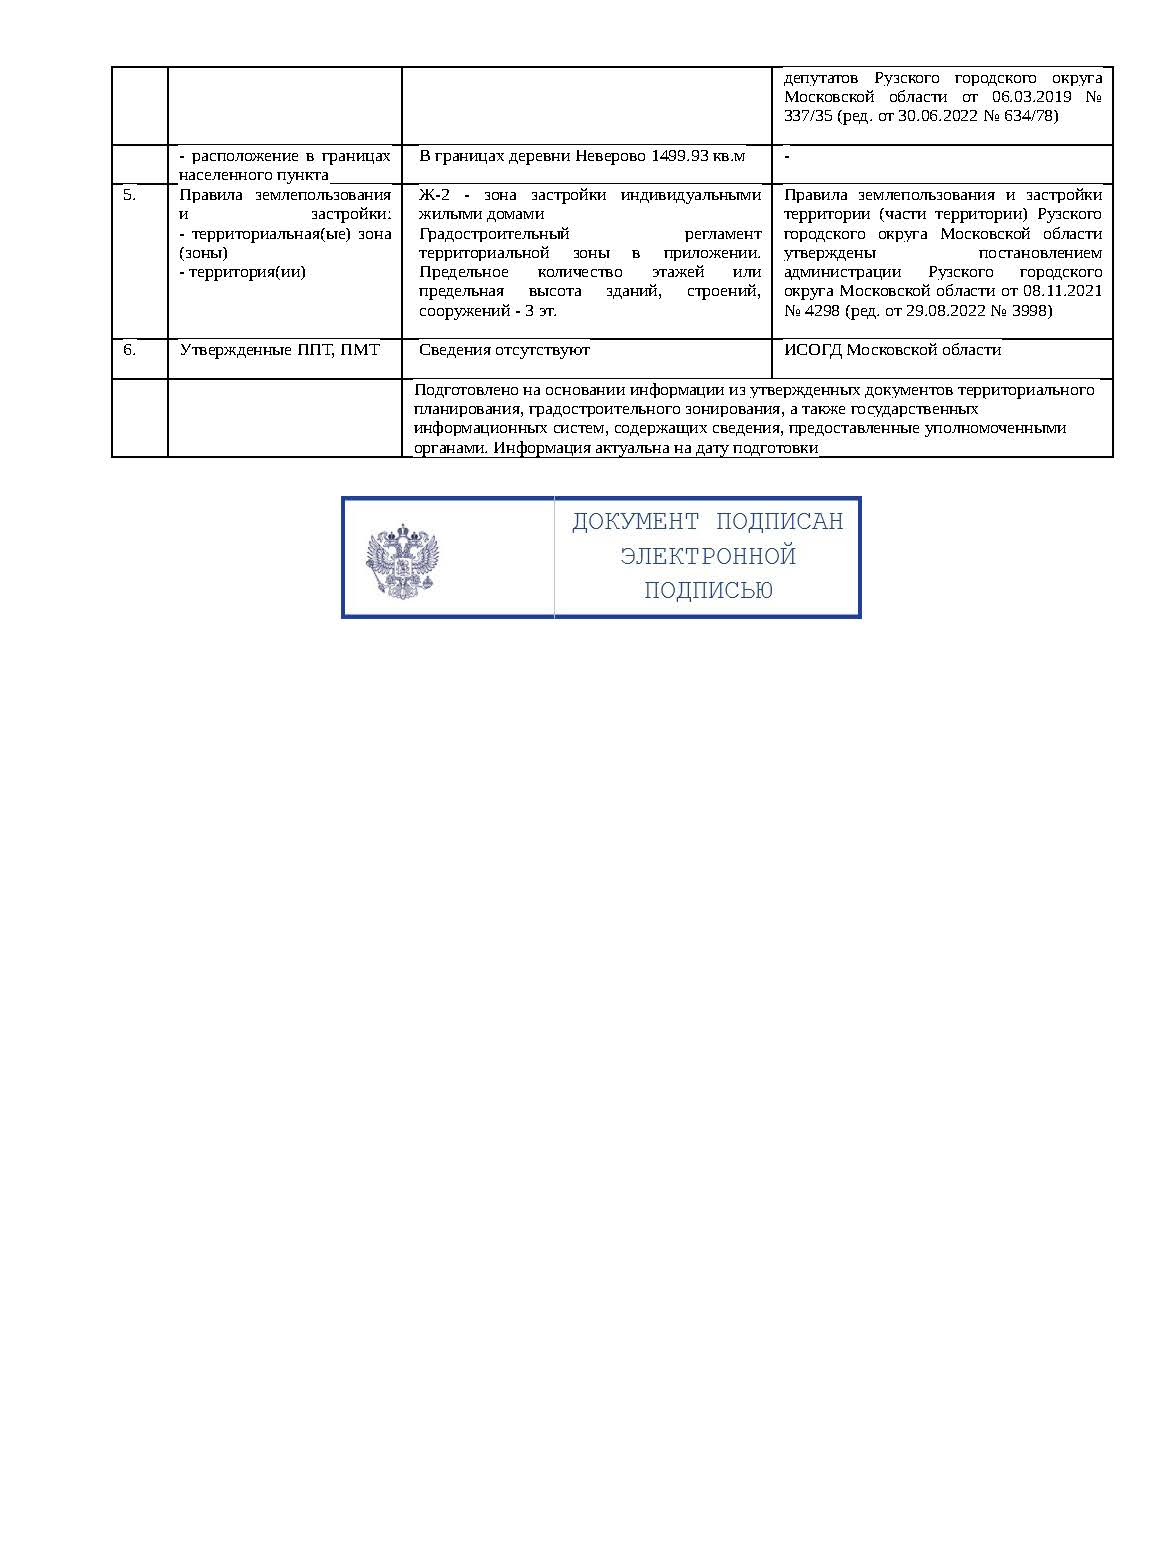 депутатов Рузского городского округа
Московской области от 06.03.2019 №
337/35 (ред. от 30.06.2022 № 634/78)
- расположение в границах
населенного пункта
В границах деревни Неверово 1499.93 кв.м
-
5.
Правила землепользования
и застройки:
- территориальная(ые) зона
(зоны)
- территория(ии)
Ж-2 - зона застройки индивидуальными
жилыми домами
Градостроительный регламент
территориальной зоны в приложении.
Предельное количество этажей или
предельная высота зданий, строений,
сооружений - 3 эт.
Правила землепользования и застройки
территории (части территории) Рузского
городского округа Московской области
утверждены постановлением
администрации Рузского городского
округа Московской области от 08.11.2021
№ 4298 (ред. от 29.08.2022 № 3998)
6.
Утвержденные ППТ, ПМТ
Сведения отсутствуют
ИСОГД Московской области
Подготовлено на основании информации из утвержденных документов территориального
планирования, градостроительного зонирования, а также государственных
информационных систем, содержащих сведения, предоставленные уполномоченными
органами. Информация актуальна на дату подготовки
ДОКУМЕНТ ПОДПИСАН
ЭЛЕКТРОННОЙ
ПОДПИСЬЮ